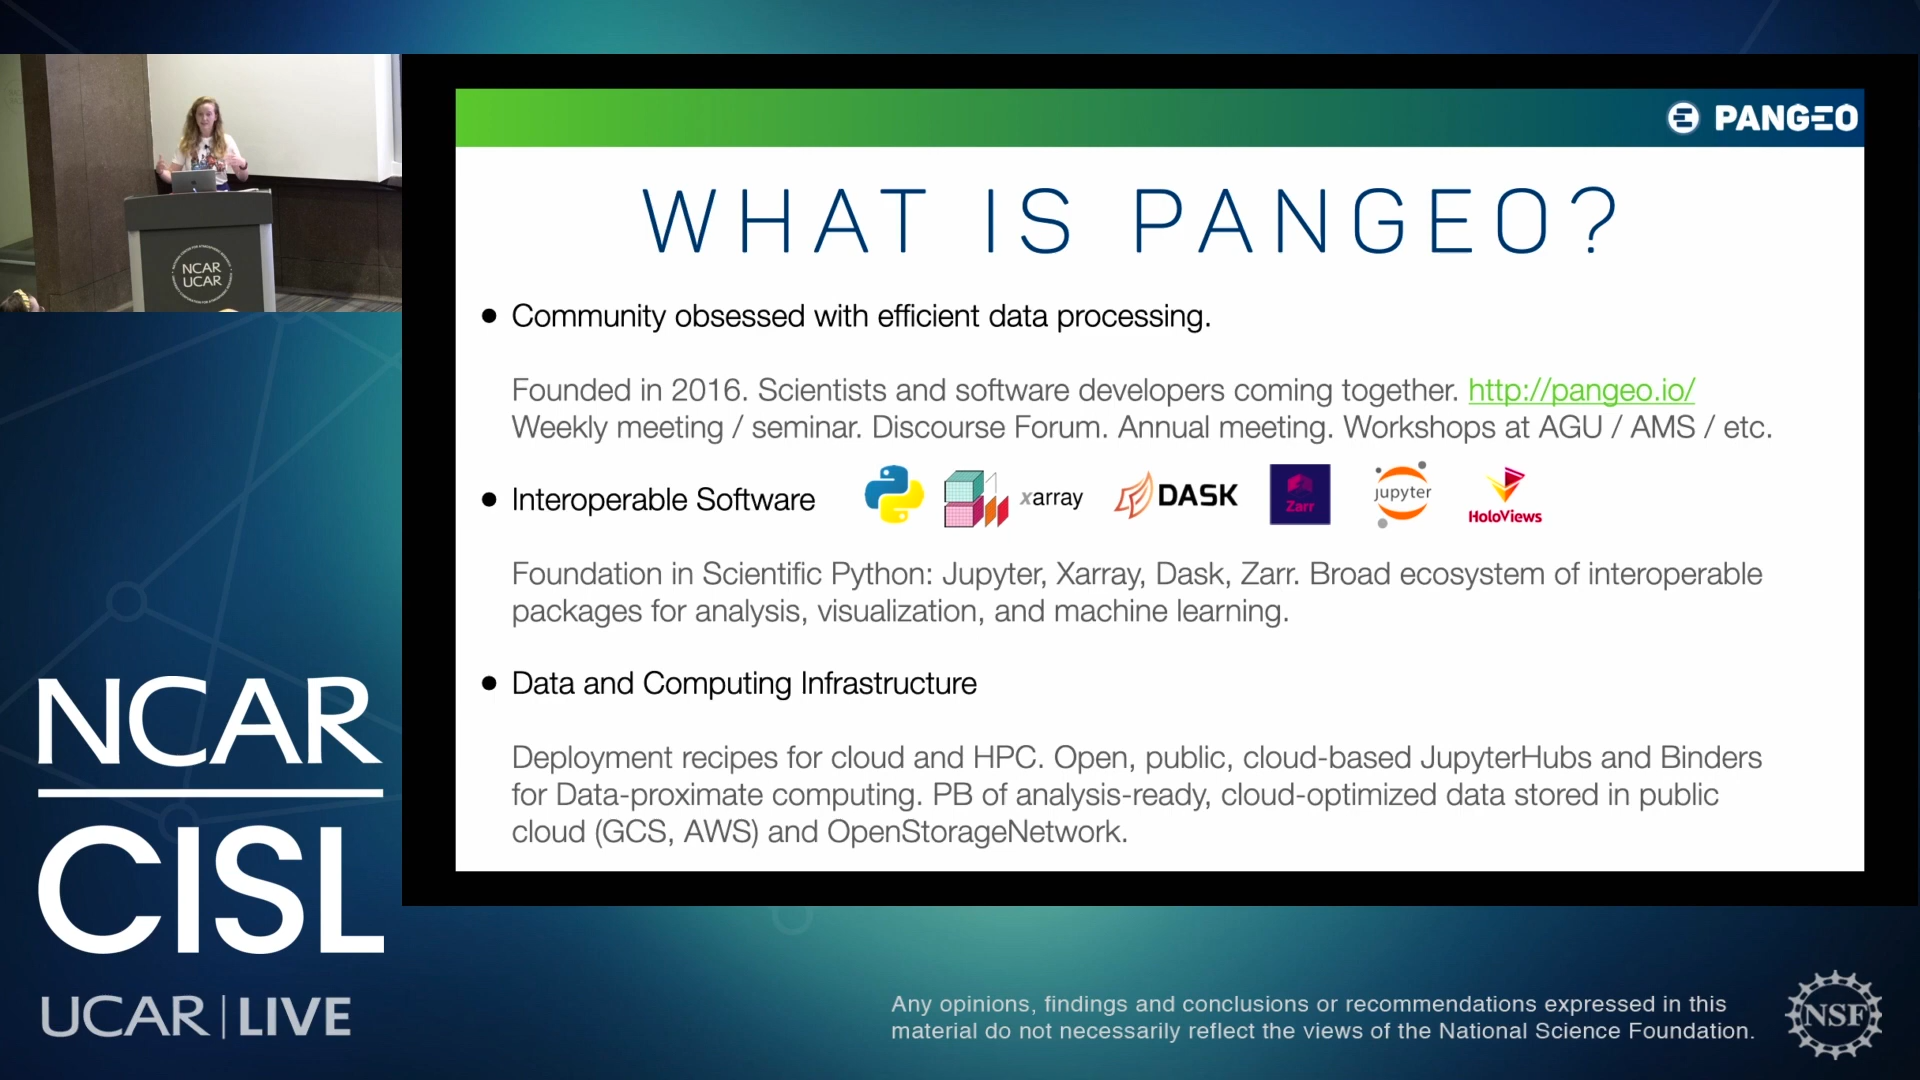 PANGEO
WHAT IS PANGEO?
• Community obsessed with efficient data processing.
Founded in 2016. Scientists and software developers coming together. http://pangeo.io/
Weekly meeting / seminar. Discourse Forum. Annual meeting. Workshops at AGU / AMS / etc.
• Interoperable Software
xarray
DASK
Zarr
jupyter
HoloViews
Foundation in Scientific Python: Jupyter, Xarray, Dask, Zarr. Broad ecosystem of interoperable
packages for analysis, visualization, and machine learning.
• Data and Computing Infrastructure
Deployment recipes for cloud and HPC. Open, public, cloud-based JupyterHubs and Binders
for Data-proximate computing. PB of analysis-ready, cloud-optimized data stored in public
cloud (GCS, AWS) and OpenStorageNetwork.
NCAR
UCAR
NCAR
CISL
UCAR | LIVE
Any opinions, findings and conclusions or recommendations expressed in this
material do not necessarily reflect the views of the National Science Foundation.
NSF